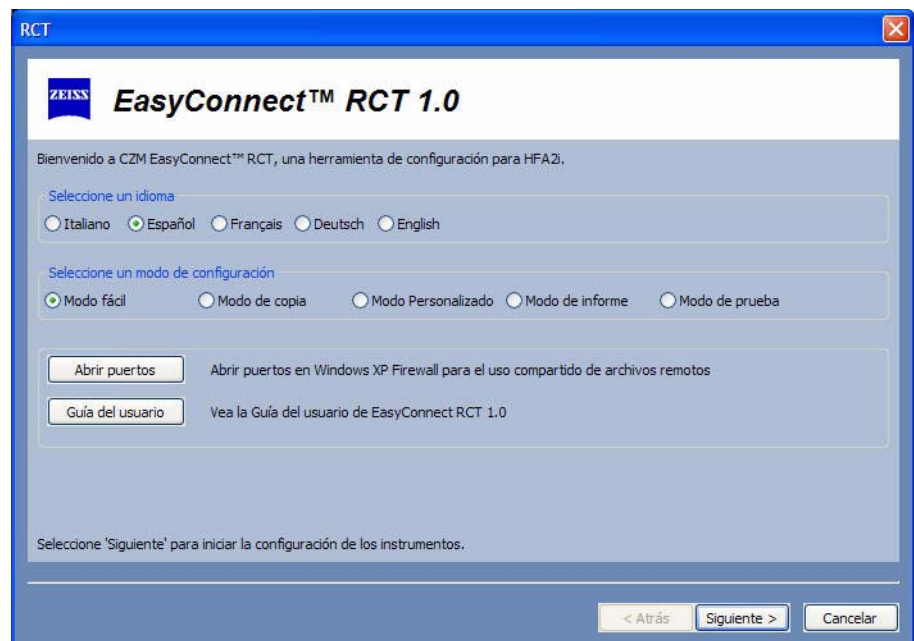 RCT
ZEISS
EasyConnect™ RCT 1.0
Bienvenido a CZM EasyConnect™ RCT, una herramienta de configuración para HFA2i.
Seleccione un idioma
Italiano Español Français Deutsch English
Seleccione un modo de configuración
Modo fácil Modo de copia Modo Personalizado Modo de informe Modo de prueba
Abrir puertos Abrir puertos en Windows XP Firewall para el uso compartido de archivos remotos
Guía del usuario Vea la Guía del usuario de EasyConnect RCT 1.0
Seleccione 'Siguiente' para iniciar la configuración de los instrumentos.
< Atrás Siguiente > Cancelar